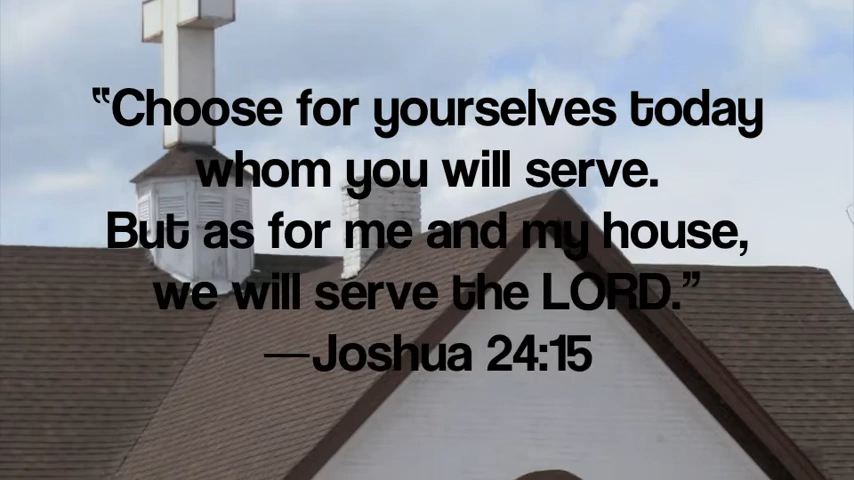 “Choose for yourselves today
whom you will serve.
But as for me and my house,
we will serve the LORD.”
—Joshua 24:15